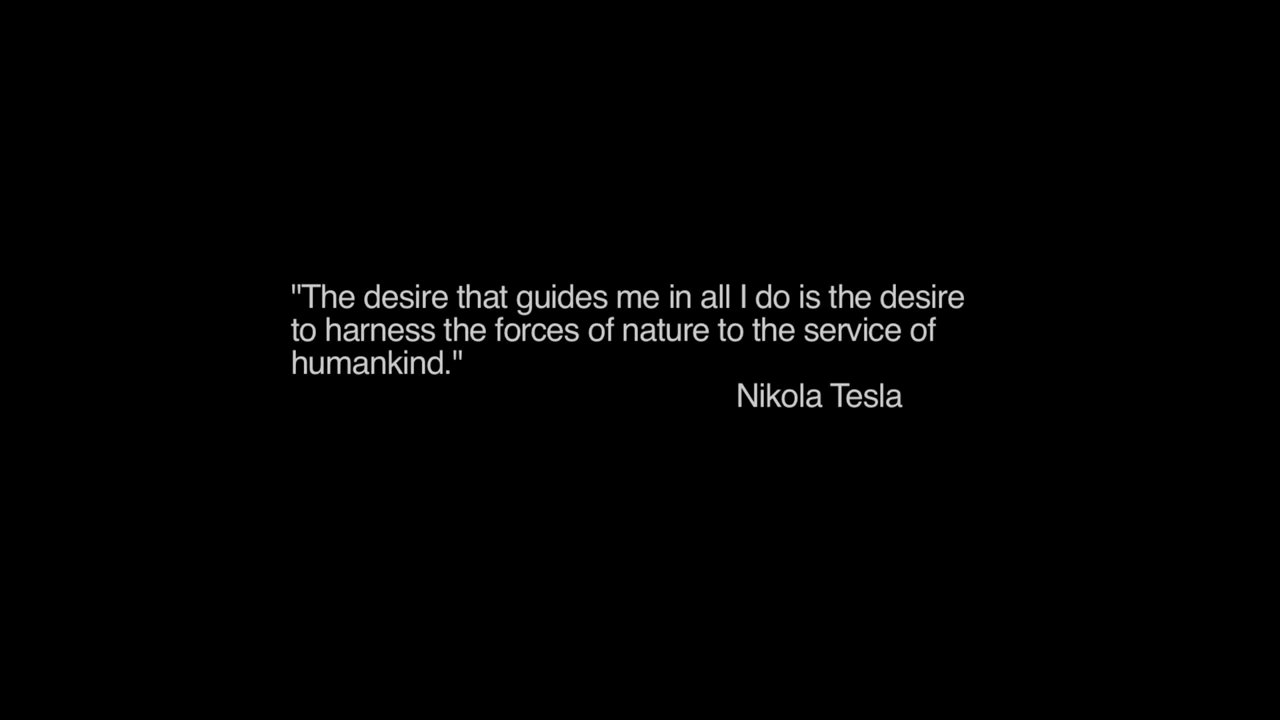 "The desire that guides me in all I do is the desire
to harness the forces of nature to the service of
humankind."
Nikola Tesla